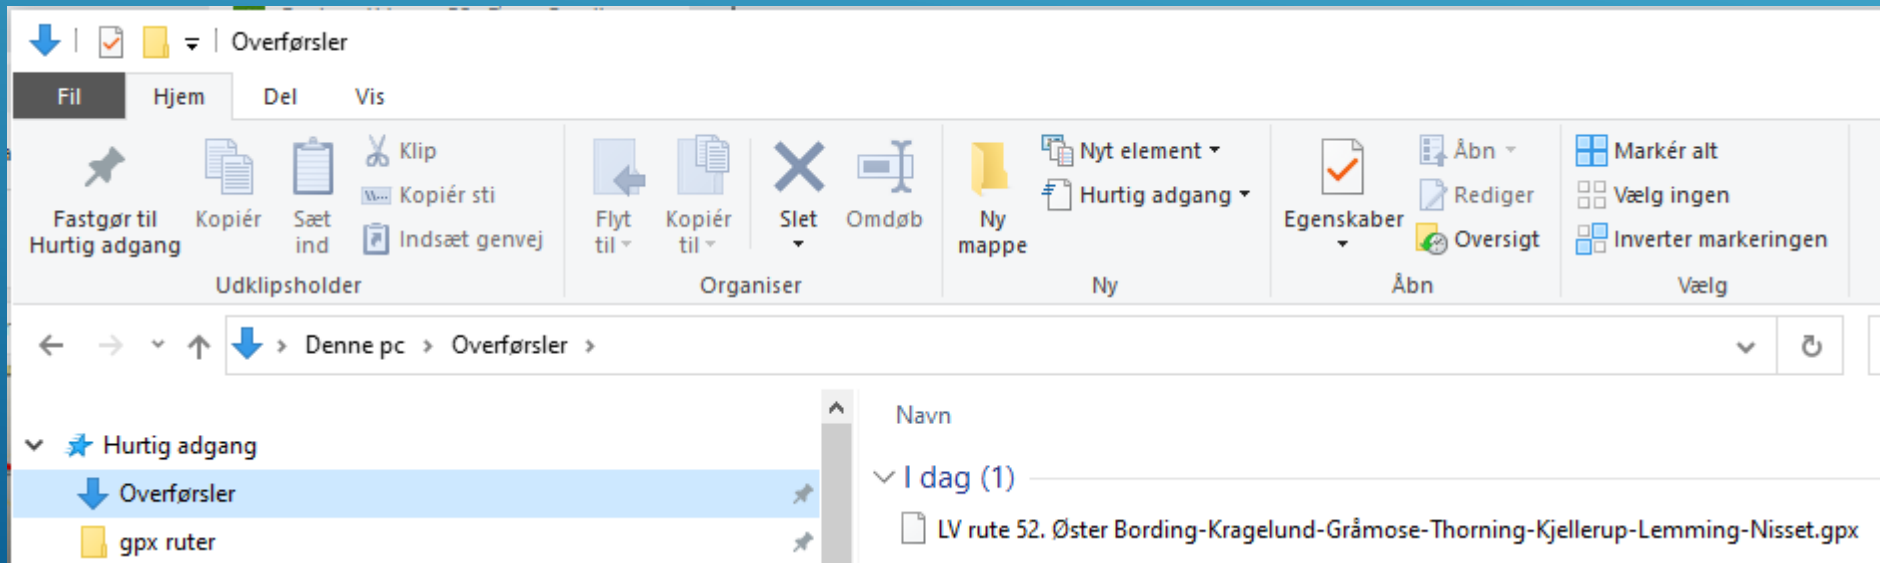 Overførsler
Fil Hjem Del Vis
Fastgør til
Hurtig adgang
Kopiér
Sæt
ind
Klip
Kopiér sti
Indsæt genvej
Udklipsholder
Flyt
til
Kopiér
til
Slet
Omdøb
Organiser
Ny
mappe
Nyt element
Hurtig adgang
Ny
Egenskaber
Åbn
Rediger
Oversigt
Åbn
Markér alt
Vælg ingen
Inverter markeringen
Vælg
Denne pc > Overførsler >
Hurtig adgang
Overførsler
gpx ruter
Navn
I dag (1)
LV rute 52. Øster Bording-Kragelund-Gråmose-Thorning-Kjellerup-Lemming-Nisset.gpx